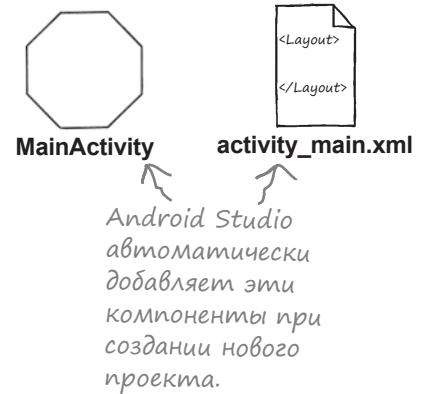 <Layout>
</Layout>
MainActivity
activity_main.xml
Android Studio
автоматически
добавляет эти
компоненты при
создании нового
проекта.